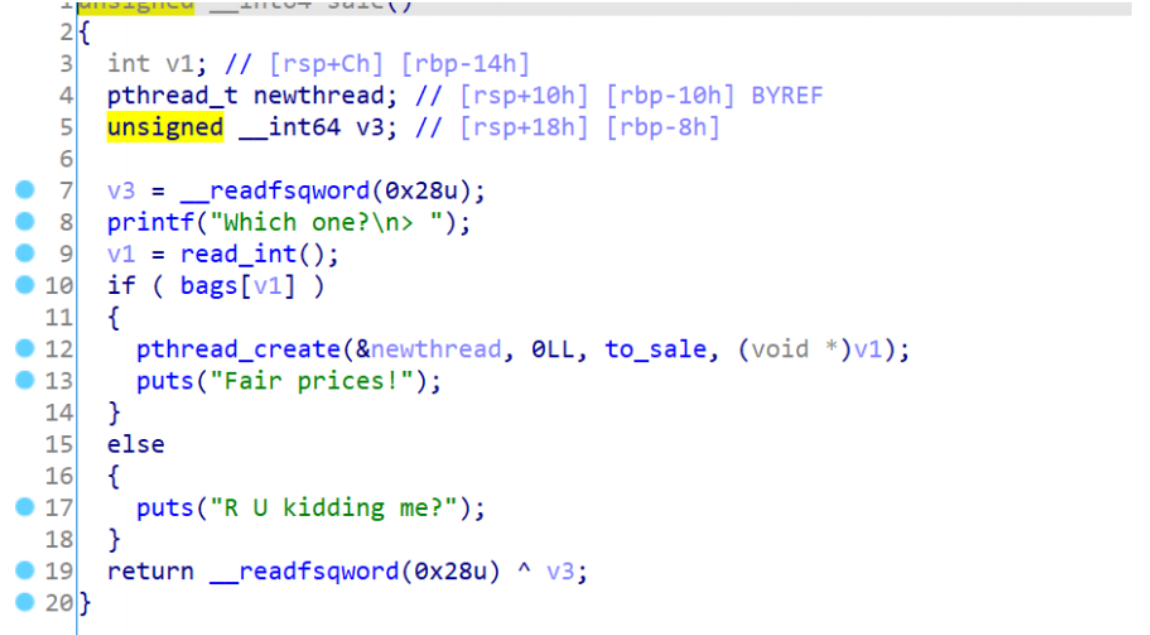 1 unsigned __int64 sale()
2 {
3 int v1; // [rsp+Ch] [rbp-14h]
4 pthread_t newthread; // [rsp+10h] [rbp-10h] BYREF
5 unsigned __int64 v3; // [rsp+18h] [rbp-8h]
6
7 v3 = __readfsqword(0x28u);
8 printf("Which one?\n> ");
9 v1 = read_int();
10 if ( bags[v1] )
11 {
12 pthread_create(&newthread, 0LL, to_sale, (void *)v1);
13 puts("Fair prices!");
14 }
15 else
16 {
17 puts("R U kidding me?");
18 }
19 return __readfsqword(0x28u) ^ v3;
20 }